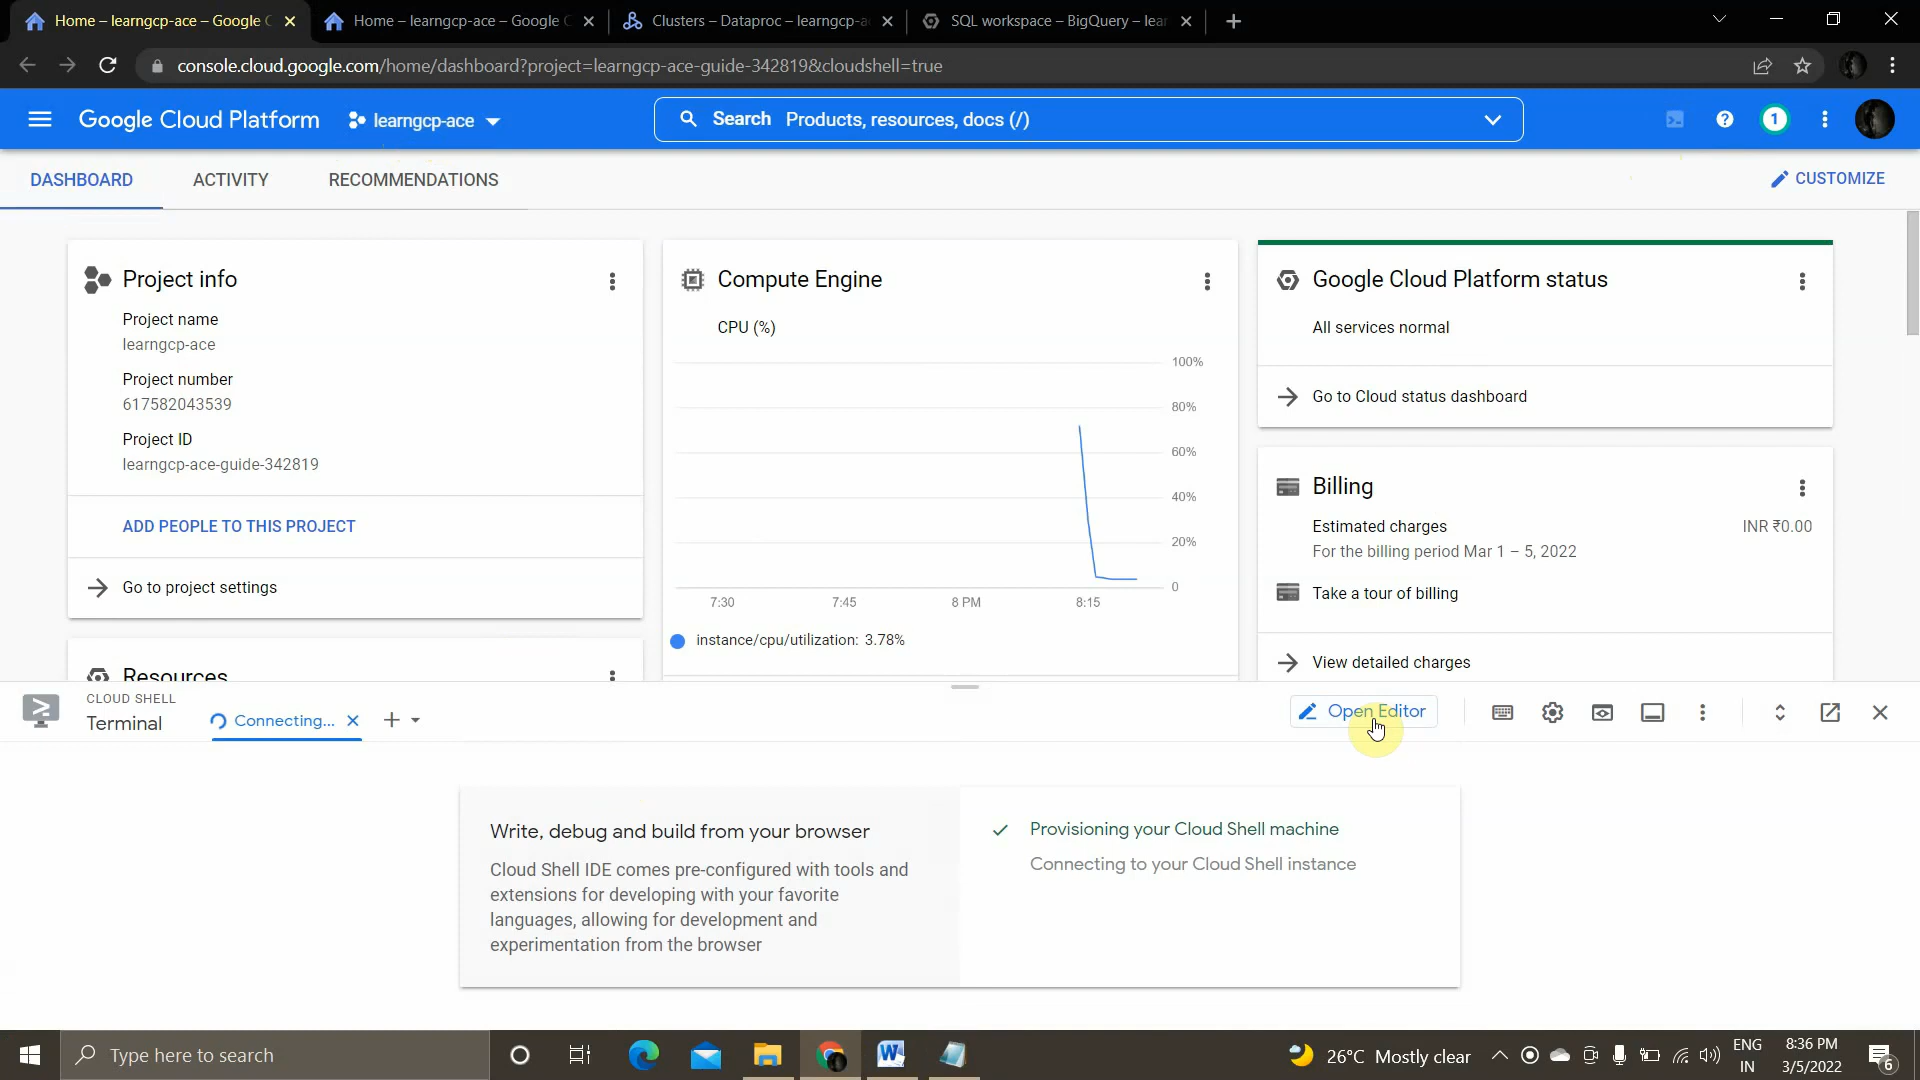 Home – learngcp-ace – Google C
Home – learngcp-ace – Google C
Clusters – Dataproc – learngcp-a
SQL workspace – BigQuery – lear
console.cloud.google.com/home/dashboard?project=learngcp-ace-guide-342819&cloudshell=true
Google Cloud Platform
learngcp-ace
Search Products, resources, docs (/)
1
DASHBOARD
ACTIVITY
RECOMMENDATIONS
CUSTOMIZE
Project info
Project name
learngcp-ace
Project number
617582043539
Project ID
learngcp-ace-guide-342819
ADD PEOPLE TO THIS PROJECT
Go to project settings
Resources
Compute Engine
CPU (%)
100%
80%
60%
40%
20%
0
7:30
7:45
8 PM
8:15
instance/cpu/utilization: 3.78%
Google Cloud Platform status
All services normal
Go to Cloud status dashboard
Billing
Estimated charges
INR ₹0.00
For the billing period Mar 1 – 5, 2022
Take a tour of billing
View detailed charges
CLOUD SHELL
Terminal
Connecting...
Open Editor
Write, debug and build from your browser
Cloud Shell IDE comes pre-configured with tools and
extensions for developing with your favorite
languages, allowing for development and
experimentation from the browser
Provisioning your Cloud Shell machine
Connecting to your Cloud Shell instance
Type here to search
26°C Mostly clear
ENG
IN
8:36 PM
3/5/2022
6